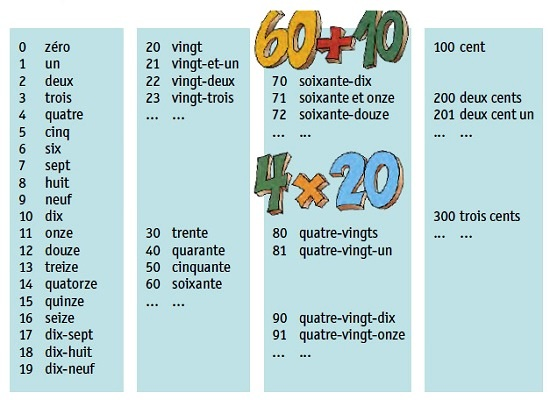 0 zéro
1 un
2 deux
3 trois
4 quatre
5 cinq
6 six
7 sept
8 huit
9 neuf
10 dix
11 onze
12 douze
13 treize
14 quatorze
15 quinze
16 seize
17 dix-sept
18 dix-huit
19 dix-neuf
20 vingt
21 vingt-et-un
22 vingt-deux
23 vingt-trois
... ...
30 trente
40 quarante
50 cinquante
60 soixante
... ...
60+10
70 soixante-dix
71 soixante et onze
72 soixante-douze
... ...
4 x 20
80 quatre-vingts
81 quatre-vingt-un
90 quatre-vingt-dix
91 quatre-vingt-onze
... ...
100 cent
200 deux cents
201 deux cent un
... ...
300 trois cents
... ...